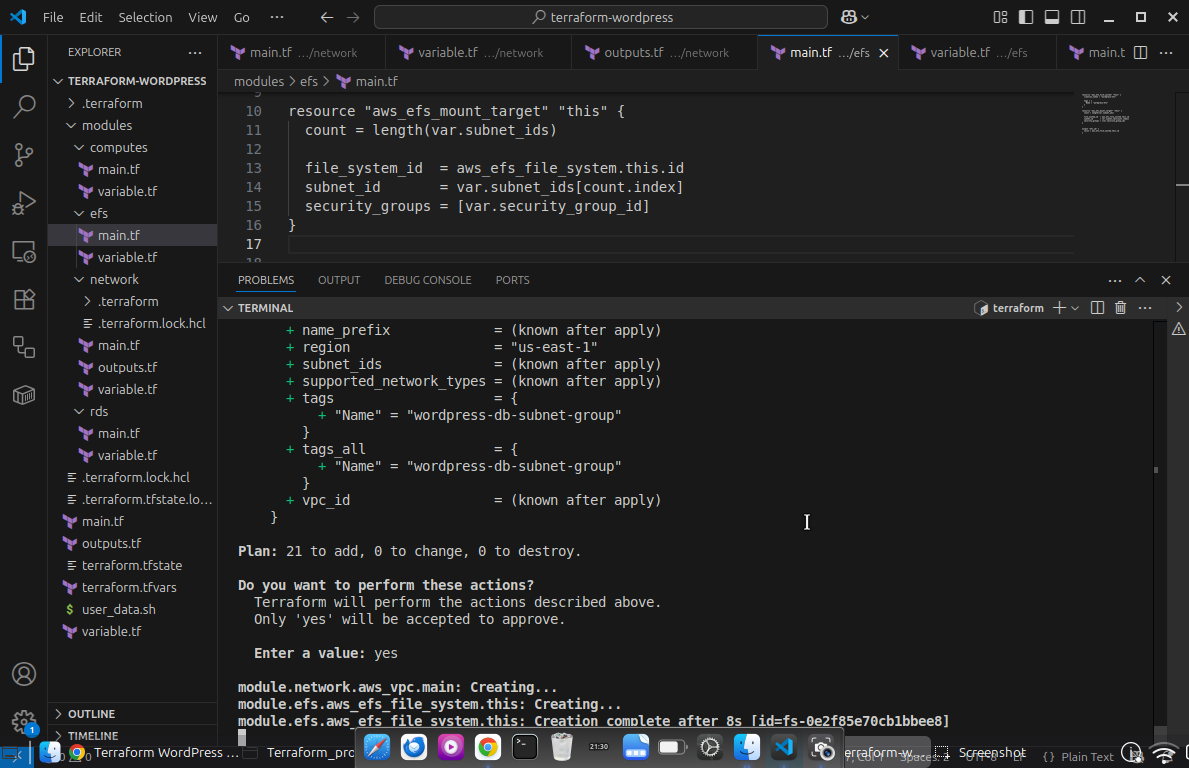 File Edit Selection View Go ··· terraform-wordpress
EXPLORER ···
TERRAFORM-WORDPRESS
.terraform
modules
computes
main.tf
variable.tf
efs
main.tf
variable.tf
network
.terraform
.terraform.lock.hcl
main.tf
outputs.tf
variable.tf
rds
main.tf
variable.tf
.terraform.lock.hcl
.terraform.tfstate.lo...
main.tf
outputs.tf
terraform.tfstate
terraform.tfvars
$ user_data.sh
variable.tf
OUTLINE
TIMELINE
1
main.tf .../network variable.tf .../network outputs.tf .../network main.tf .../efs variable.tf .../efs main.t ···
modules > efs > main.tf
9
10 resource "aws_efs_mount_target" "this" {
11 count = length(var.subnet_ids)
12
13 file_system_id = aws_efs_file_system.this.id
14 subnet_id = var.subnet_ids[count.index]
15 security_groups = [var.security_group_id]
16 }
17
18
PROBLEMS OUTPUT DEBUG CONSOLE PORTS ···
TERMINAL terraform ···
+ name_prefix = (known after apply)
+ region = "us-east-1"
+ subnet_ids = (known after apply)
+ supported_network_types = (known after apply)
+ tags = {
+ "Name" = "wordpress-db-subnet-group"
}
+ tags_all = {
+ "Name" = "wordpress-db-subnet-group"
}
+ vpc_id = (known after apply)
}
Plan: 21 to add, 0 to change, 0 to destroy.
Do you want to perform these actions?
Terraform will perform the actions described above.
Only 'yes' will be accepted to approve.
Enter a value: yes
module.network.aws_vpc.main: Creating...
module.efs.aws_efs_file_system.this: Creating...
module.efs.aws_efs_file_system.this: Creation complete after 8s [id=fs-0e2f85e70cb1bbee8]
Terraform WordPress ... Terraform_pro 21:30 erraform-w... Screenshot {} Plain Text